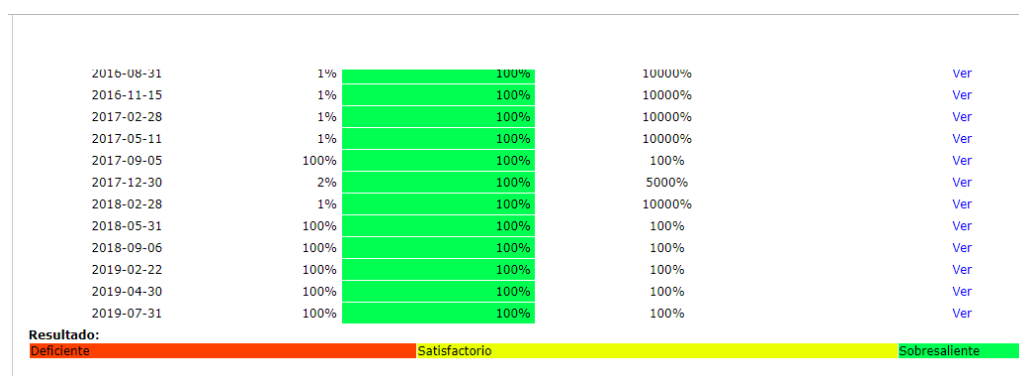 2016-08-31 1% 100% 10000% Ver
2016-11-15 1% 100% 10000% Ver
2017-02-28 1% 100% 10000% Ver
2017-05-11 1% 100% 10000% Ver
2017-09-05 100% 100% 100% Ver
2017-12-30 2% 100% 5000% Ver
2018-02-28 1% 100% 10000% Ver
2018-05-31 100% 100% 100% Ver
2018-09-06 100% 100% 100% Ver
2019-02-22 100% 100% 100% Ver
2019-04-30 100% 100% 100% Ver
2019-07-31 100% 100% 100% Ver
Resultado:
Deficiente Satisfactorio Sobresaliente